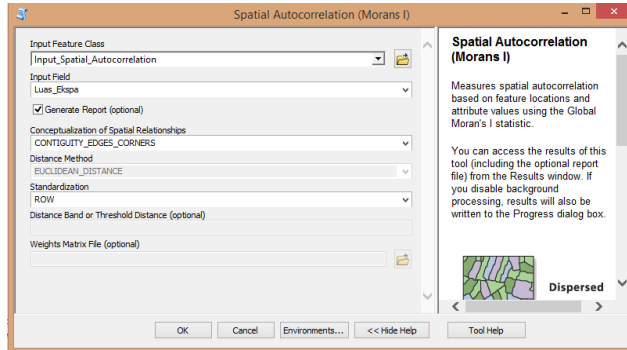 Spatial Autocorrelation (Morans I)
Input Feature Class
Input_Spatial_Autocorrelation
Input Field
Luas_Ekspa
Generate Report (optional)
Conceptualization of Spatial Relationships
CONTIGUITY_EDGES_CORNERS
Distance Method
EUCLIDEAN_DISTANCE
Standardization
ROW
Distance Band or Threshold Distance (optional)
Weights Matrix File (optional)
Spatial Autocorrelation
(Morans I)
Measures spatial autocorrelation
based on feature locations and
attribute values using the Global
Moran's I statistic.
You can access the results of this
tool (including the optional report
file) from the Results window. If
you disable background
processing, results will also be
written to the Progress dialog box.
Dispersed
OK
Cancel
Environments...
<< Hide Help
Tool Help